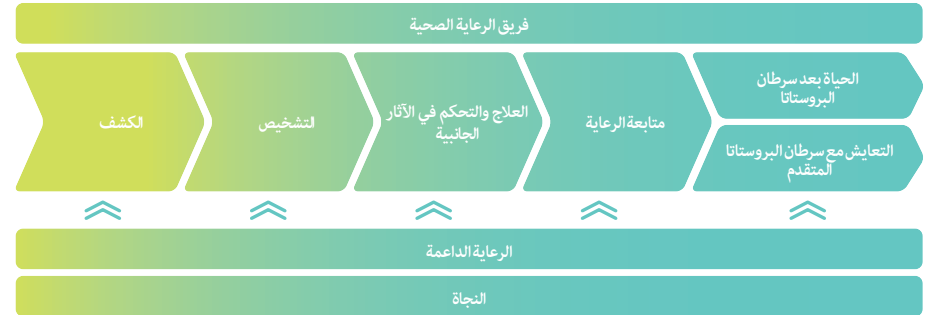 فريق الرعاية الصحية
الكشف
التشخيص
العلاج والتحكم في الآثار
الجانبية
متابعة الرعاية
الحياة بعد سرطان
البروستاتا
التعايش مع سرطان البروستاتا
المتقدم
الرعاية الداعمة
النجاة